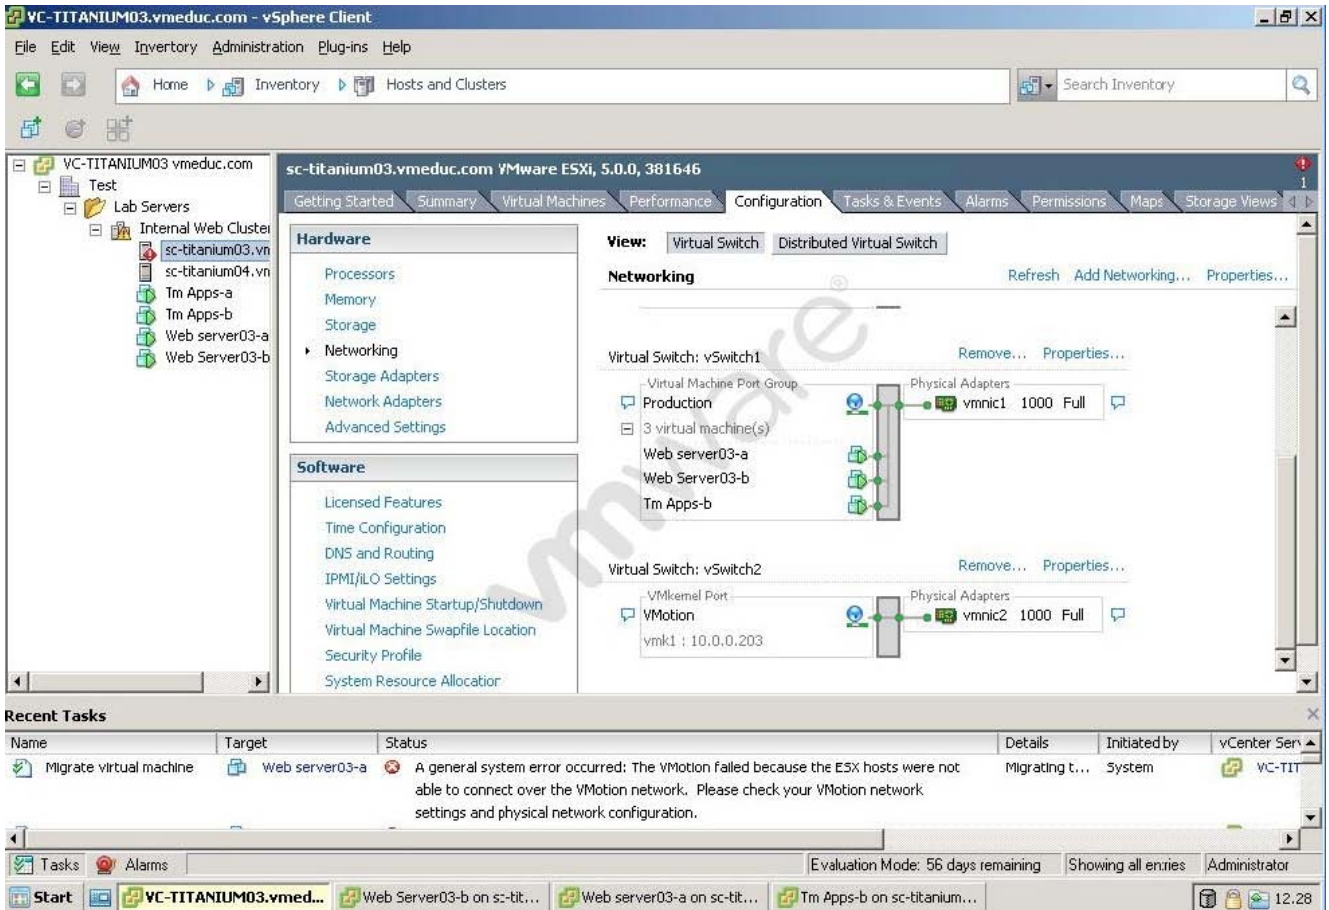 VC-TITANIUM03.vmeduc.com - vSphere Client
File Edit View Inventory Administration Plug-ins Help
Home Inventory Hosts and Clusters
Search Inventory
VC-TITANIUM03 vmeduc.com
Test
Lab Servers
Internal Web Cluster
sc-titanium03.vn
sc-titanium04.vn
Tm Apps-a
Tm Apps-b
Web server03-a
Web Server03-b
sc-titanium03.vmeduc.com VMware ESXi, 5.0.0, 381646
1
Getting Started Summary Virtual Machines Performance Configuration Tasks & Events Alarms Permissions Maps Storage Views
Hardware
Processors
Memory
Storage
Networking
Storage Adapters
Network Adapters
Advanced Settings
Software
Licensed Features
Time Configuration
DNS and Routing
IPMI/iLO Settings
Virtual Machine Startup/Shutdown
Virtual Machine Swapfile Location
Security Profile
System Resource Allocation
View: Virtual Switch Distributed Virtual Switch
Networking
Refresh Add Networking... Properties...
Virtual Switch: vSwitch1
Remove... Properties...
Virtual Machine Port Group
Production
3 virtual machine(s)
Web server03-a
Web Server03-b
Tm Apps-b
Physical Adapters
vmnic1 1000 Full
Virtual Switch: vSwitch2
Remove... Properties...
VMkernel Port
VMotion
vmk1 : 10.0.0.203
Physical Adapters
vmnic2 1000 Full
vmware®
Recent Tasks
Name Target Status Details Initiated by vCenter Serv
Migrate virtual machine Web server03-a A general system error occurred: The VMotion failed because the ESX hosts were not Migrating t... System VC-TIT
able to connect over the VMotion network. Please check your VMotion network
settings and physical network configuration.
Tasks Alarms Evaluation Mode: 56 days remaining Showing all entries Administrator
Start VC-TITANIUM03.vmed... Web Server03-b on sc-tit... Web server03-a on sc-tit... Tm Apps-b on sc-titanium... 12.28